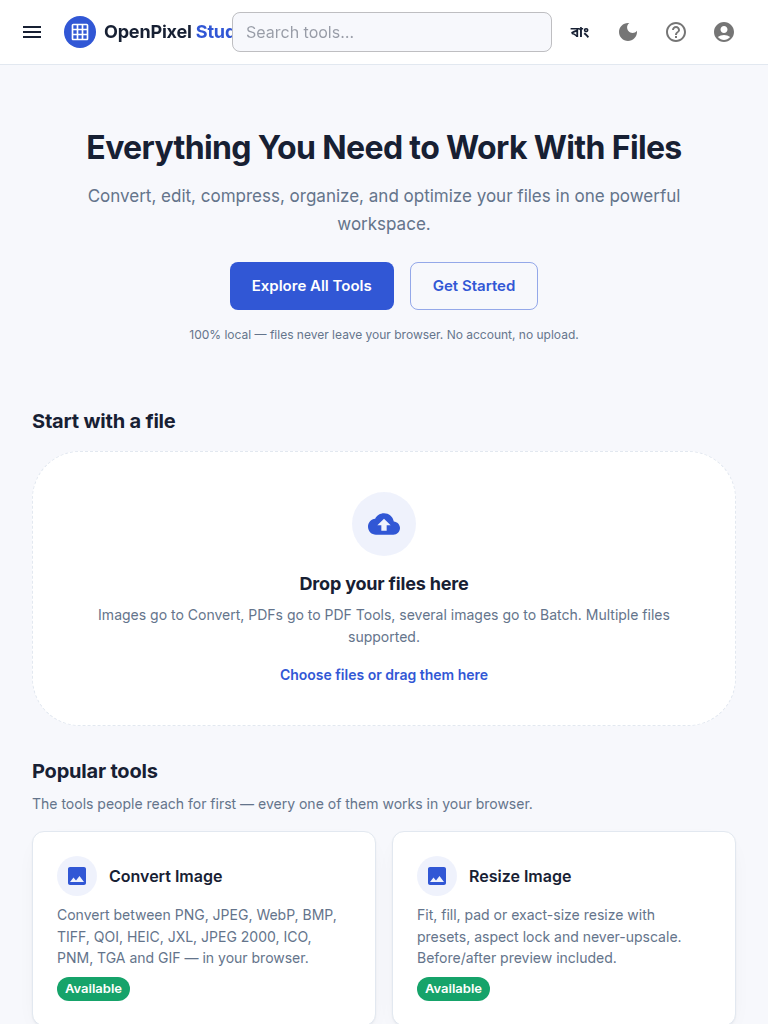 OpenPixel Stud
Search tools...
বাং
Everything You Need to Work With Files
Convert, edit, compress, organize, and optimize your files in one powerful
workspace.
Explore All Tools
Get Started
100% local — files never leave your browser. No account, no upload.
Start with a file
Drop your files here
Images go to Convert, PDFs go to PDF Tools, several images go to Batch. Multiple files
supported.
Choose files or drag them here
Popular tools
The tools people reach for first — every one of them works in your browser.
Convert Image
Convert between PNG, JPEG, WebP, BMP,
TIFF, QOI, HEIC, JXL, JPEG 2000, ICO,
PNM, TGA and GIF — in your browser.
Available
Resize Image
Fit, fill, pad or exact-size resize with
presets, aspect lock and never-upscale.
Before/after preview included.
Available